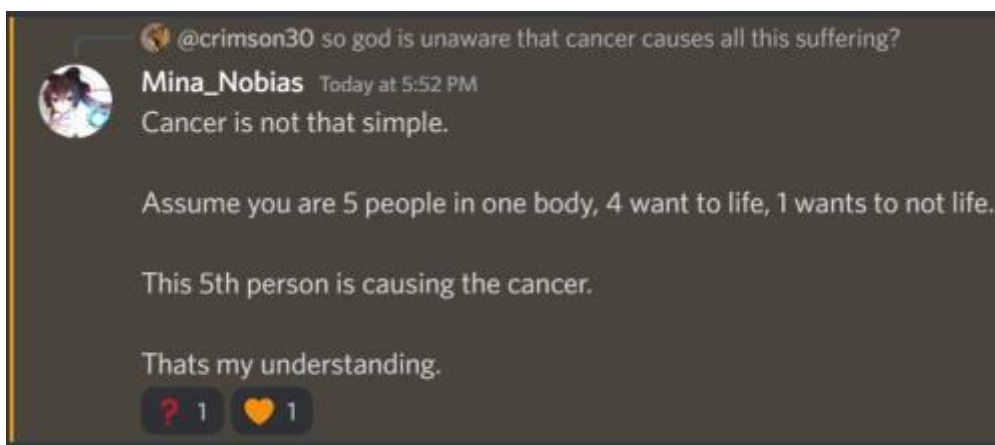 @crimson30 so god is unaware that cancer causes all this suffering?
Mina_Nobias Today at 5:52 PM
Cancer is not that simple.
Assume you are 5 people in one body, 4 want to life, 1 wants to not life.
This 5th person is causing the cancer.
Thats my understanding.
❓ 1 🧡 1